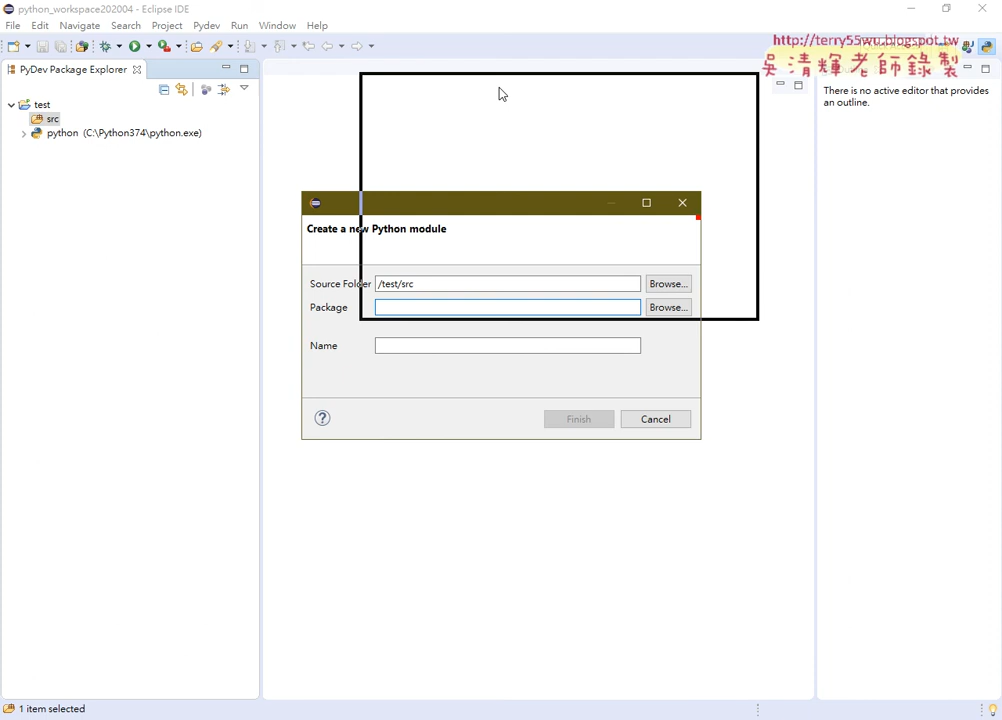 python_workspace202004 - Eclipse IDE
File Edit Navigate Search Project Pydev Run Window Help
http://terry55wu.blogspot.tw
吳清輝老師錄製
PyDev Package Explorer
There is no active editor that provides
an outline.
test
src
python (C:\Python374\python.exe)
Create a new Python module
Source Folder /test/src Browse...
Package Browse...
Name
? Finish Cancel
1 item selected